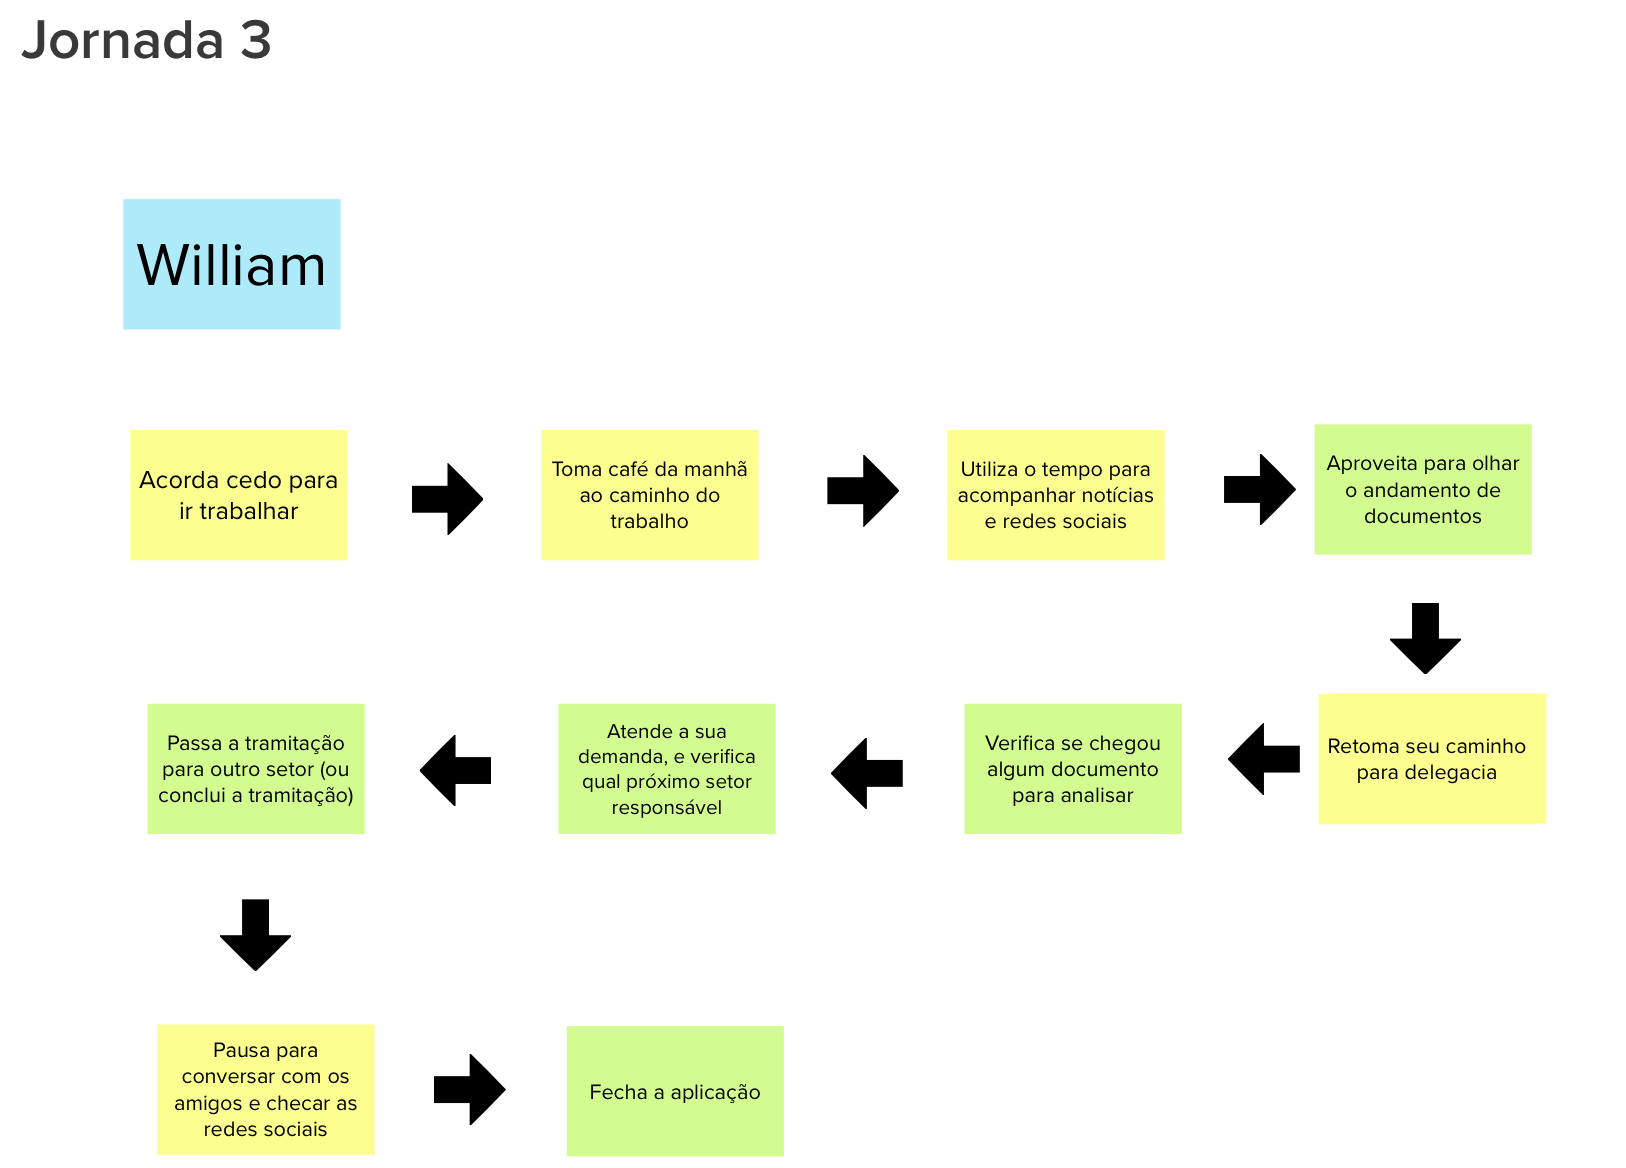 Jornada 3
William
Acorda cedo para
ir trabalhar
Toma café da manhã
ao caminho do
trabalho
Utiliza o tempo para
acompanhar notícias
e redes sociais
Aproveita para olhar
o andamento de
documentos
Retoma seu caminho
para delegacia
Verifica se chegou
algum documento
para analisar
Atende a sua
demanda, e verifica
qual próximo setor
responsável
Passa a tramitação
para outro setor (ou
conclui a tramitação)
Pausa para
conversar com os
amigos e checar as
redes sociais
Fecha a aplicação